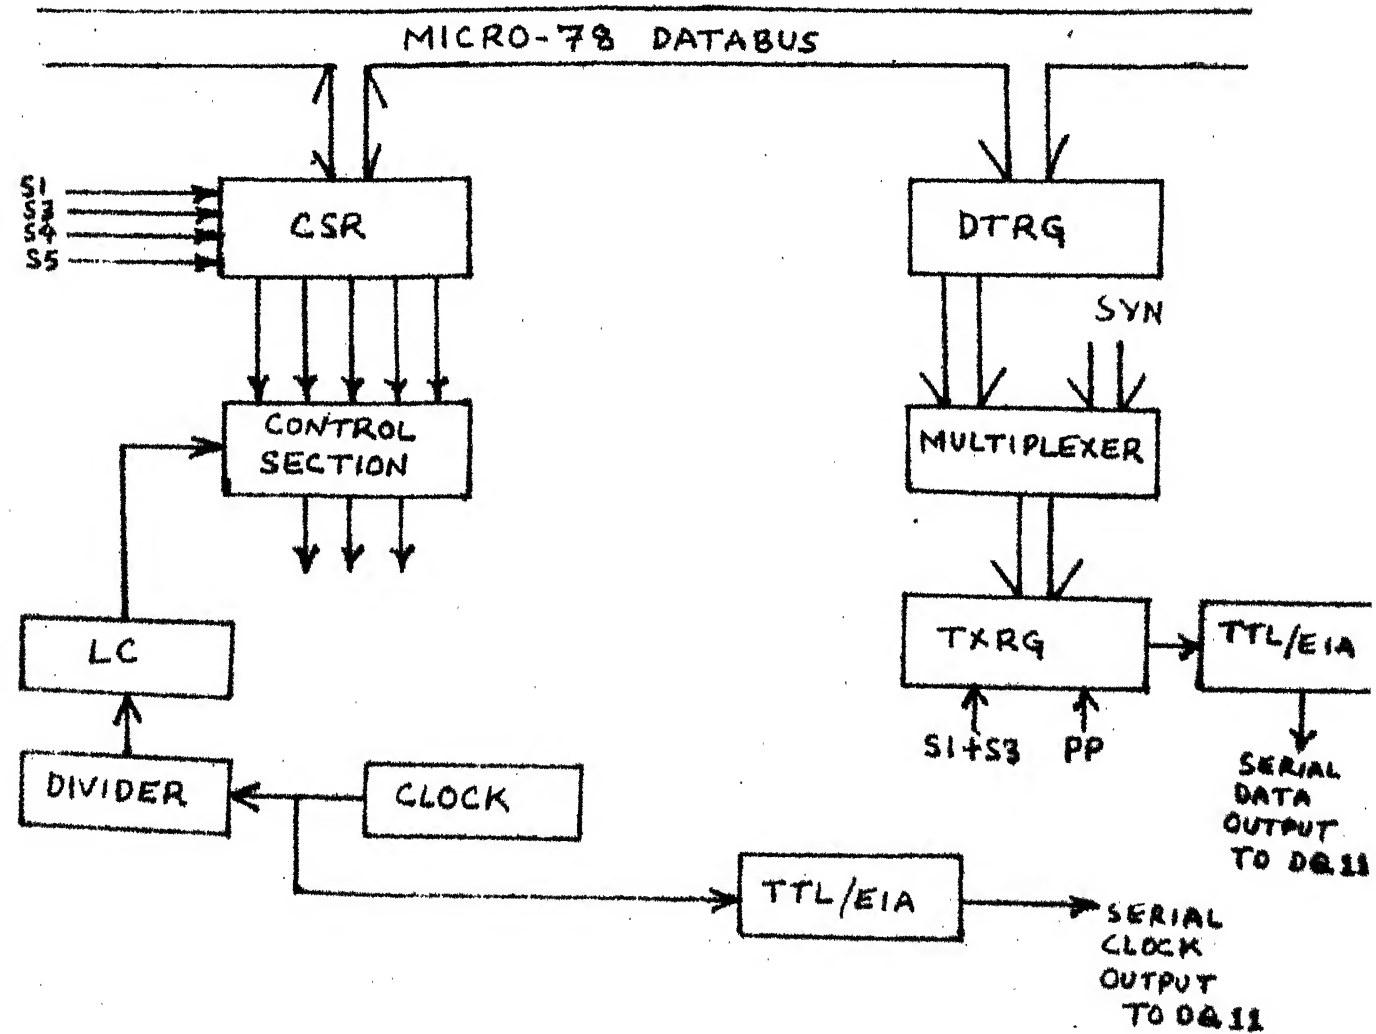 MICRO-78 DATABUS
S1
S3
S4
S5
CSR
DTRG
SYN
CONTROL
SECTION
MULTIPLEXER
LC
TXRG
TTL/EIA
S1+S3
PP
SERIAL
DATA
OUTPUT
TO DQ11
DIVIDER
CLOCK
TTL/EIA
SERIAL
CLOCK
OUTPUT
TO DQ11